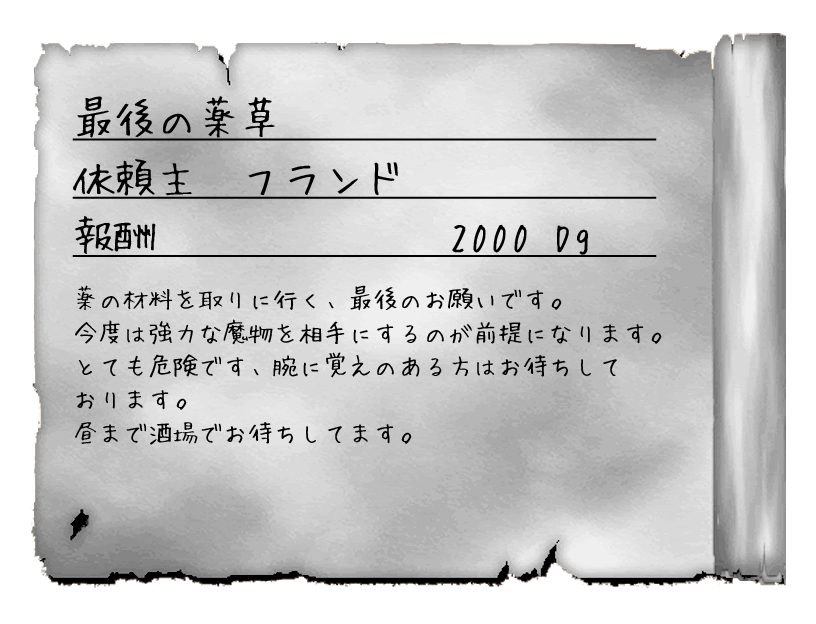 最後の薬草
依頼主　フランド
報酬　2000 Dg
薬の材料を取りに行く、最後のお願いです。
今度は強力な魔物を相手にするのが前提になります。
とても危険です、腕に覚えのある方はお待ちして
おります。
昼まで酒場でお待ちしてます。